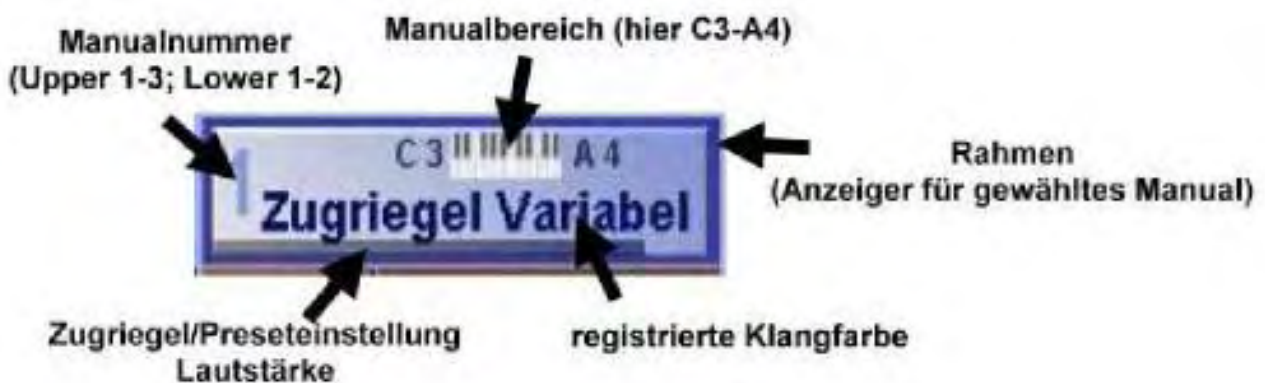 Manualnummer
(Upper 1-3; Lower 1-2)
Manualbereich (hier C3-A4)
C3 A4
Zugriegel Variabel
Rahmen
(Anzeiger für gewähltes Manual)
Zugriegel/Preseteinstellung
Lautstärke
registrierte Klangfarbe